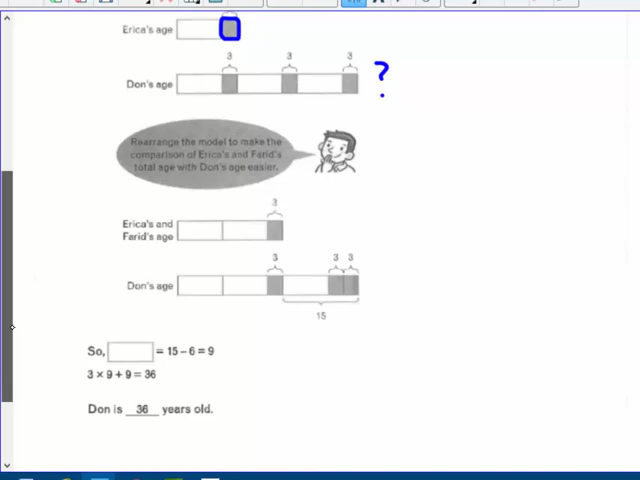 Erica's age
3 3 3
Don's age
?
Rearrange the model to make the
comparison of Erica's and Farid's
total age with Don's age easier.
3
Erica's and
Farid's age
3 3 3
Don's age
15
So, = 15 – 6 = 9
3 × 9 + 9 = 36
Don is 36 years old.